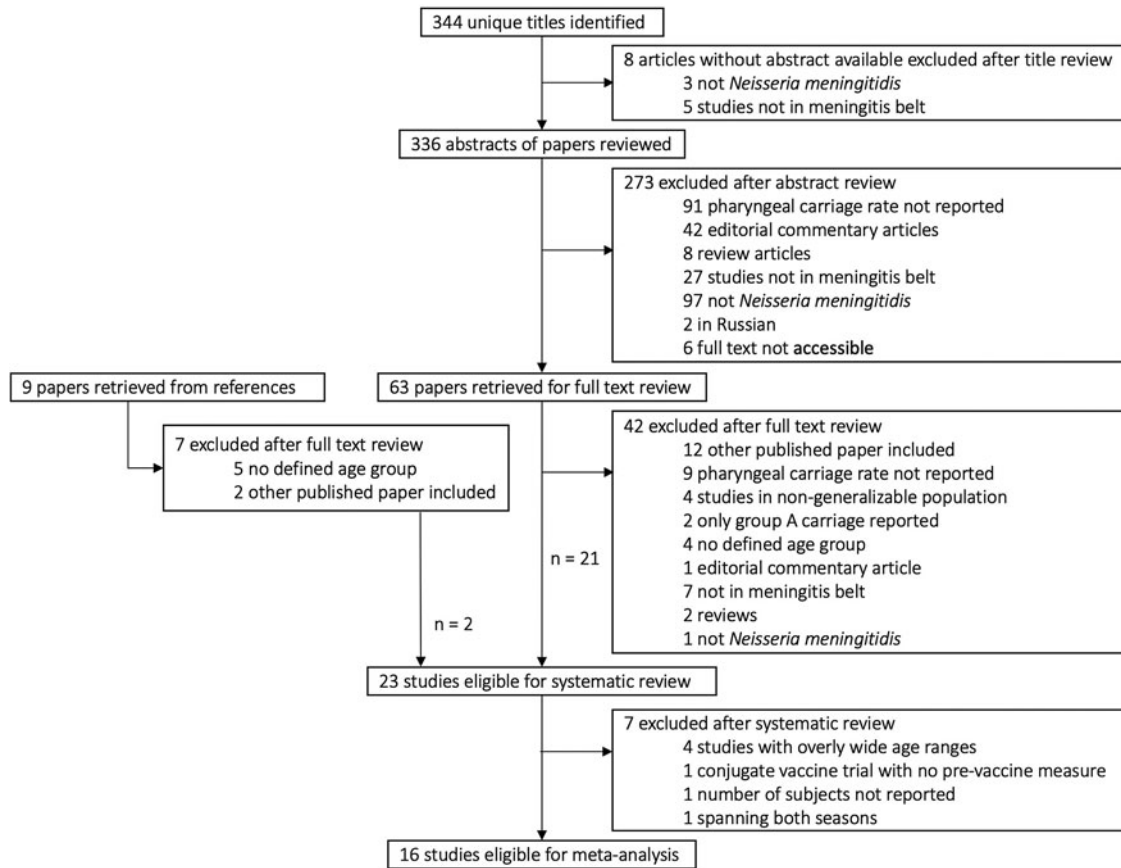 344 unique titles identified
8 articles without abstract available excluded after title review
3 not Neisseria meningitidis
5 studies not in meningitis belt
336 abstracts of papers reviewed
273 excluded after abstract review
91 pharyngeal carriage rate not reported
42 editorial commentary articles
8 review articles
27 studies not in meningitis belt
97 not Neisseria meningitidis
2 in Russian
6 full text not accessible
9 papers retrieved from references
63 papers retrieved for full text review
7 excluded after full text review
5 no defined age group
2 other published paper included
42 excluded after full text review
12 other published paper included
9 pharyngeal carriage rate not reported
4 studies in non-generalizable population
2 only group A carriage reported
4 no defined age group
1 editorial commentary article
7 not in meningitis belt
2 reviews
1 not Neisseria meningitidis
n = 21
n = 2
23 studies eligible for systematic review
7 excluded after systematic review
4 studies with overly wide age ranges
1 conjugate vaccine trial with no pre-vaccine measure
1 number of subjects not reported
1 spanning both seasons
16 studies eligible for meta-analysis